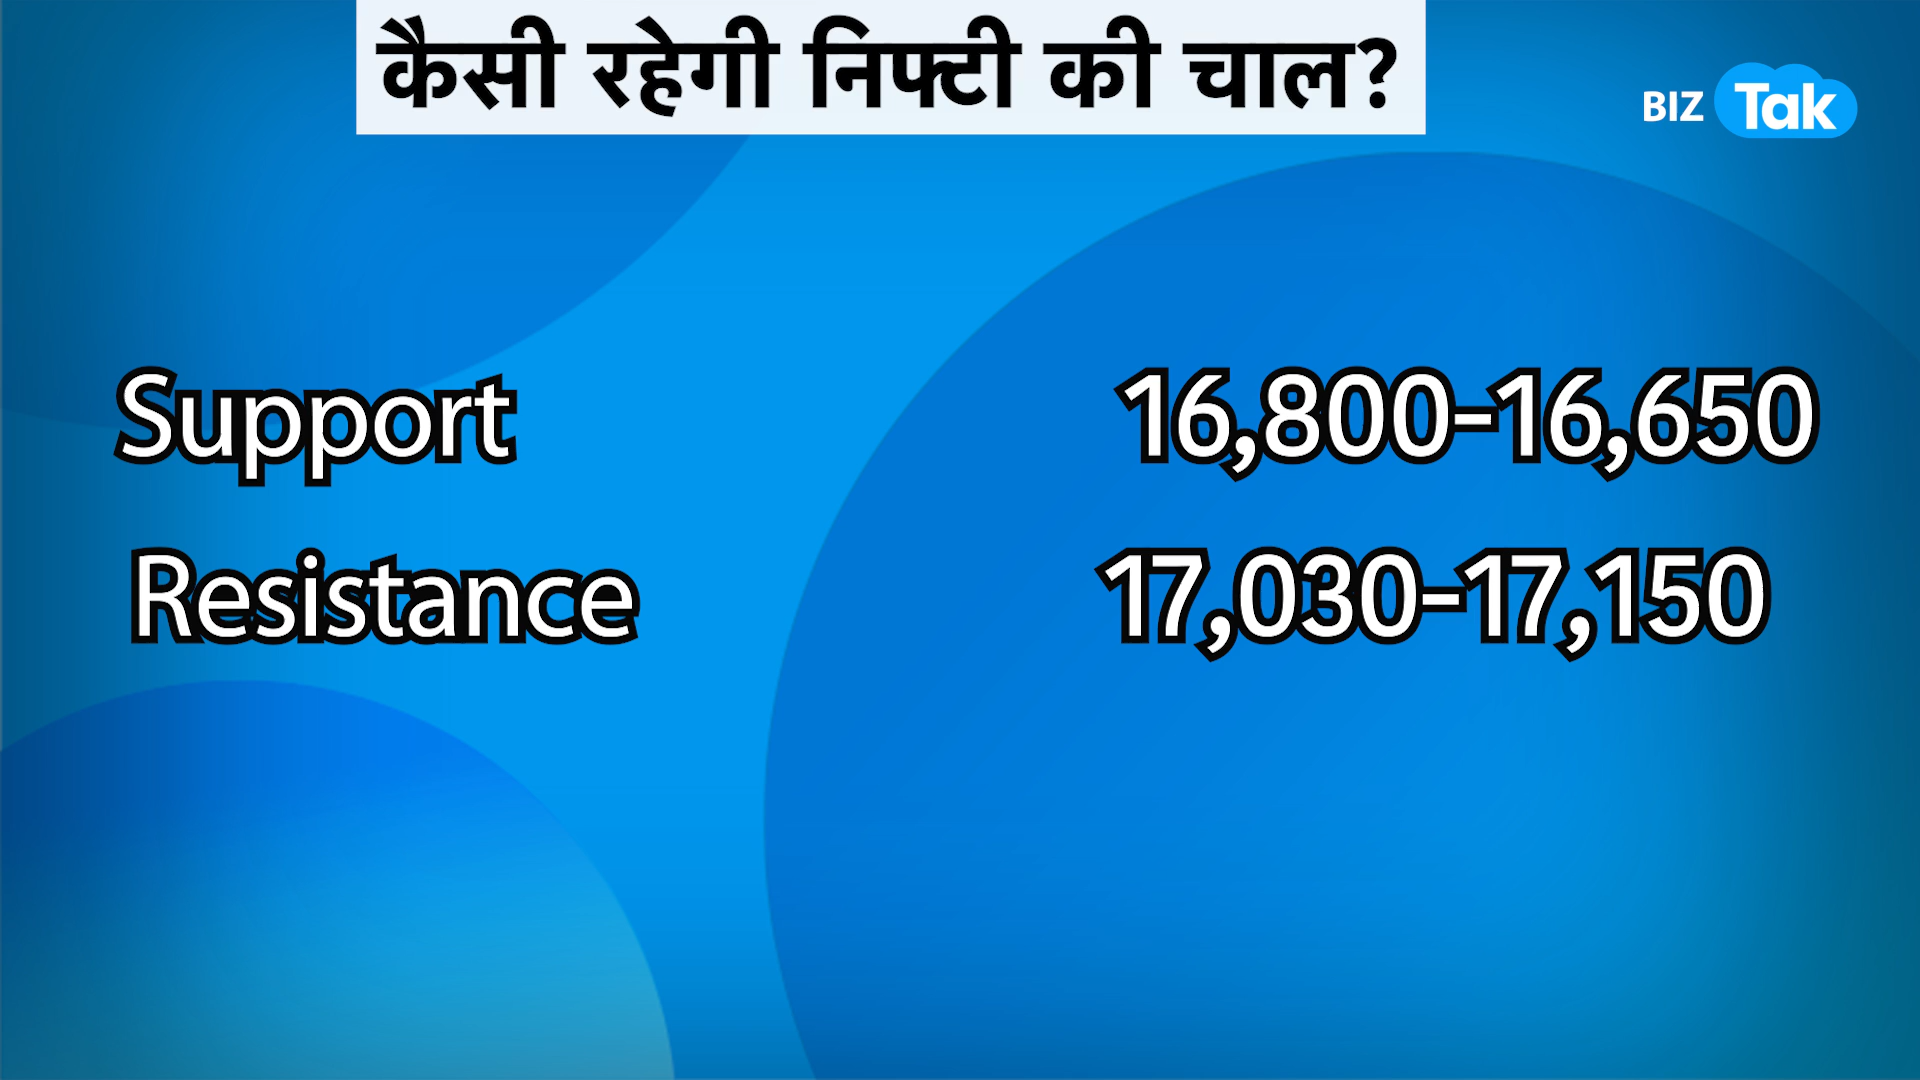 कैसी रहेगी निफ्टी की चाल?
BIZ Tak
Support 16,800-16,650
Resistance 17,030-17,150